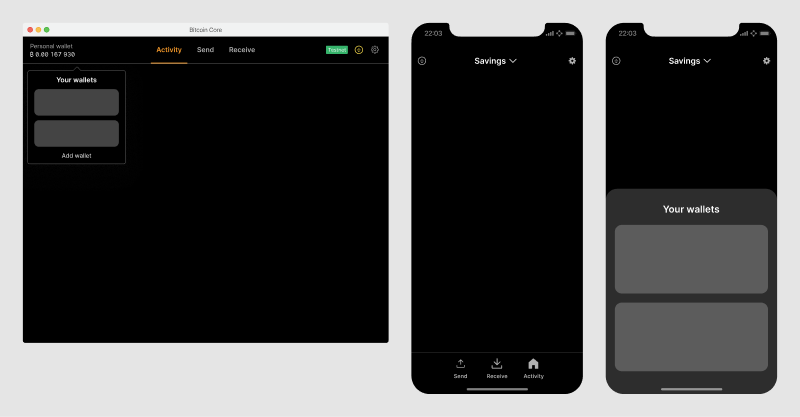 Bitcoin Core
Personal wallet
₿ 0.00 167 930
Activity
Send
Receive
Testnet
Your wallets
Add wallet
22:03
Savings
Send
Receive
Activity
22:03
Savings
Your wallets